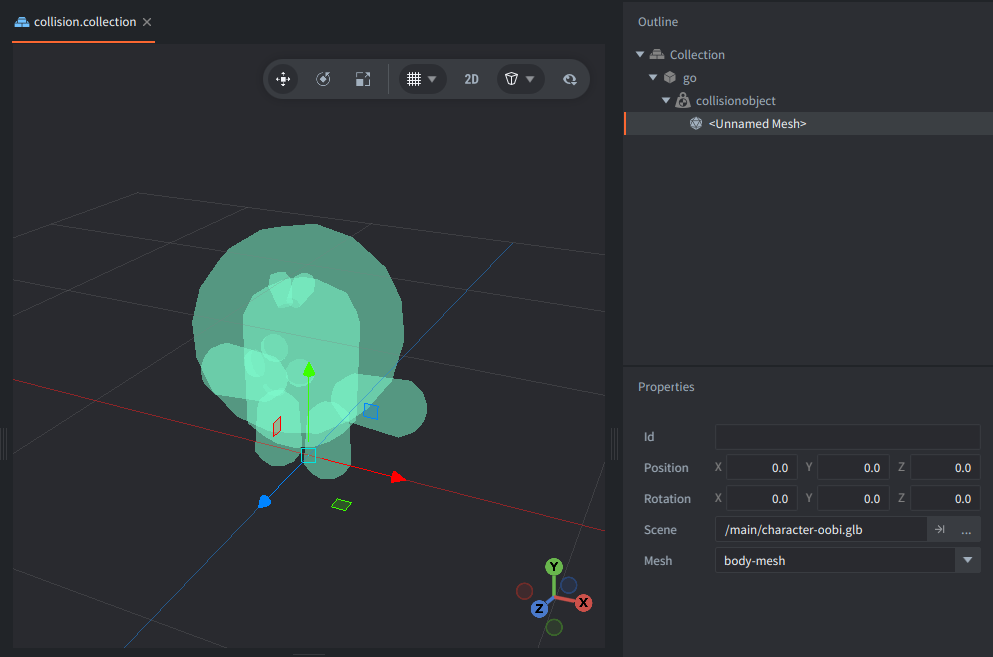 collision.collection
2D
Y
X
Z
Outline
Collection
go
collisionobject
<Unnamed Mesh>
Properties
Id
Position X 0.0 Y 0.0 Z 0.0
Rotation X 0.0 Y 0.0 Z 0.0
Scene /main/character-oobi.glb ...
Mesh body-mesh